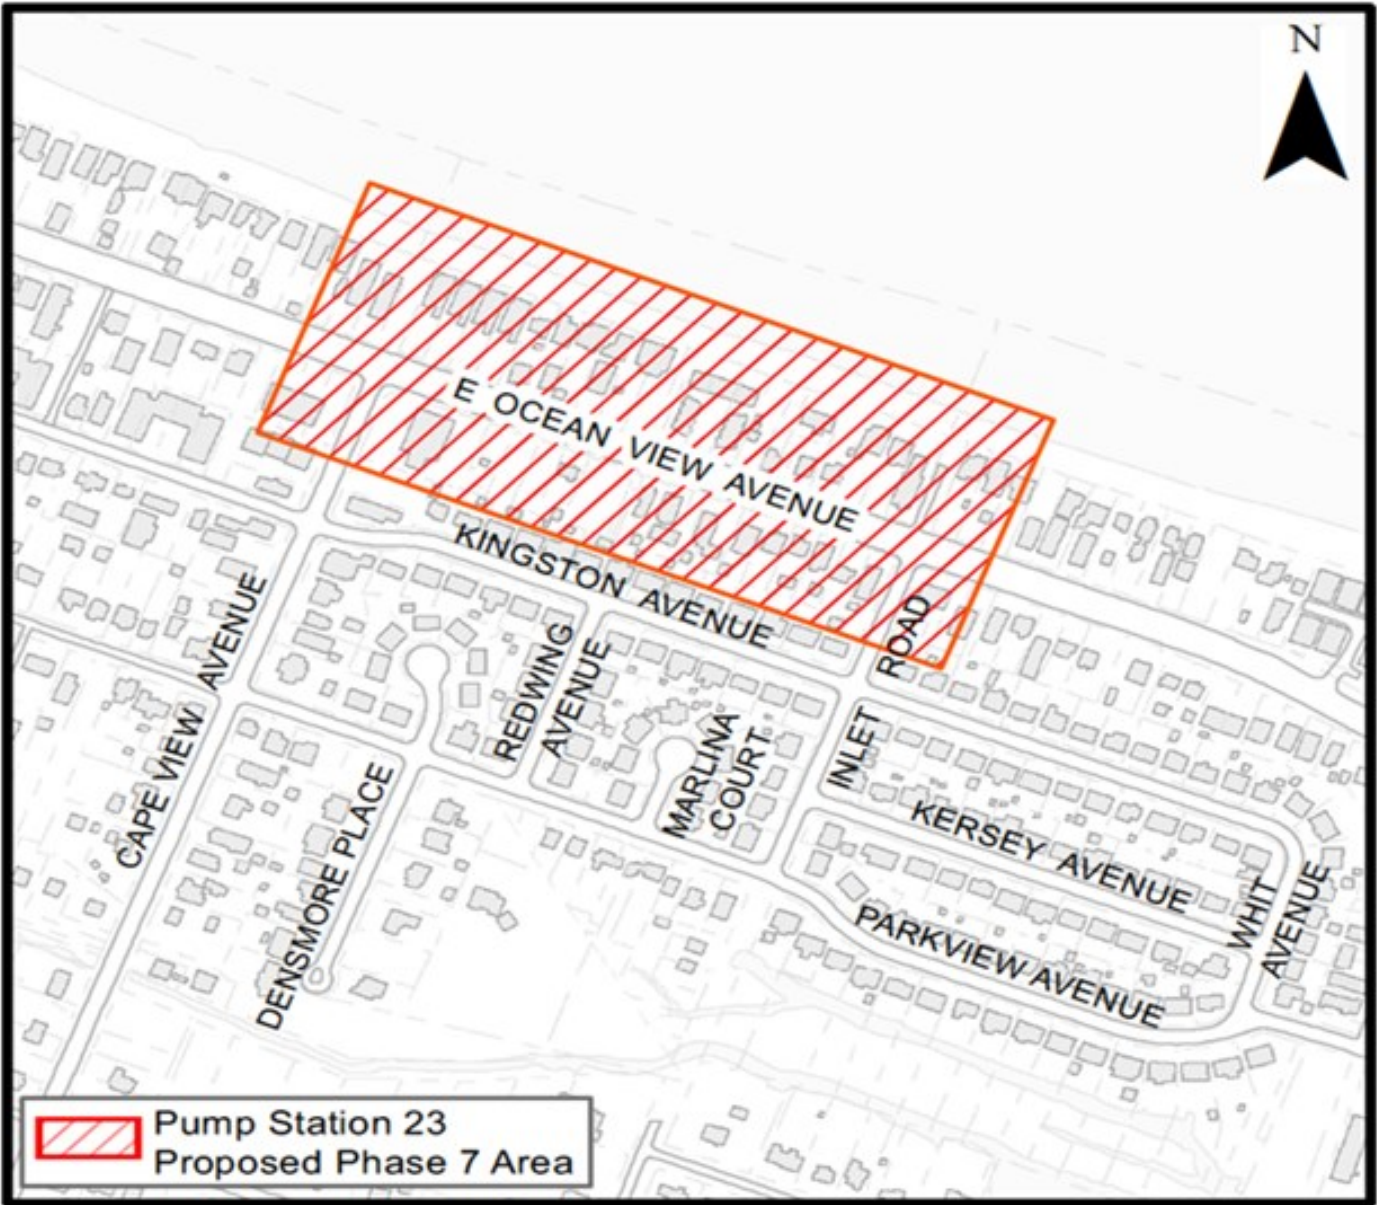 N
E OCEAN VIEW AVENUE
KINGSTON AVENUE
ROAD
INLET
REDWING
AVENUE
CAPE VIEW AVENUE
MARLINA
COURT
DENSMORE PLACE
KERSEY AVENUE
WHIT
AVENUE
PARKVIEW AVENUE
Pump Station 23
Proposed Phase 7 Area